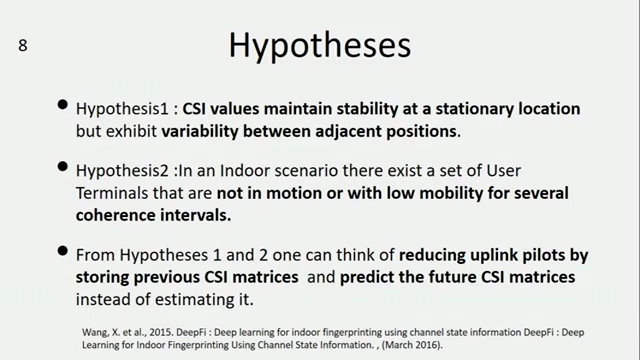 8
Hypotheses
• Hypothesis1 : CSI values maintain stability at a stationary location
but exhibit variability between adjacent positions.
• Hypothesis2 :In an Indoor scenario there exist a set of User
Terminals that are not in motion or with low mobility for several
coherence intervals.
• From Hypotheses 1 and 2 one can think of reducing uplink pilots by
storing previous CSI matrices and predict the future CSI matrices
instead of estimating it.
Wang, X. et al., 2015. DeepFi : Deep learning for indoor fingerprinting using channel state information DeepFi : Deep
Learning for Indoor Fingerprinting Using Channel State Information. , (March 2016).